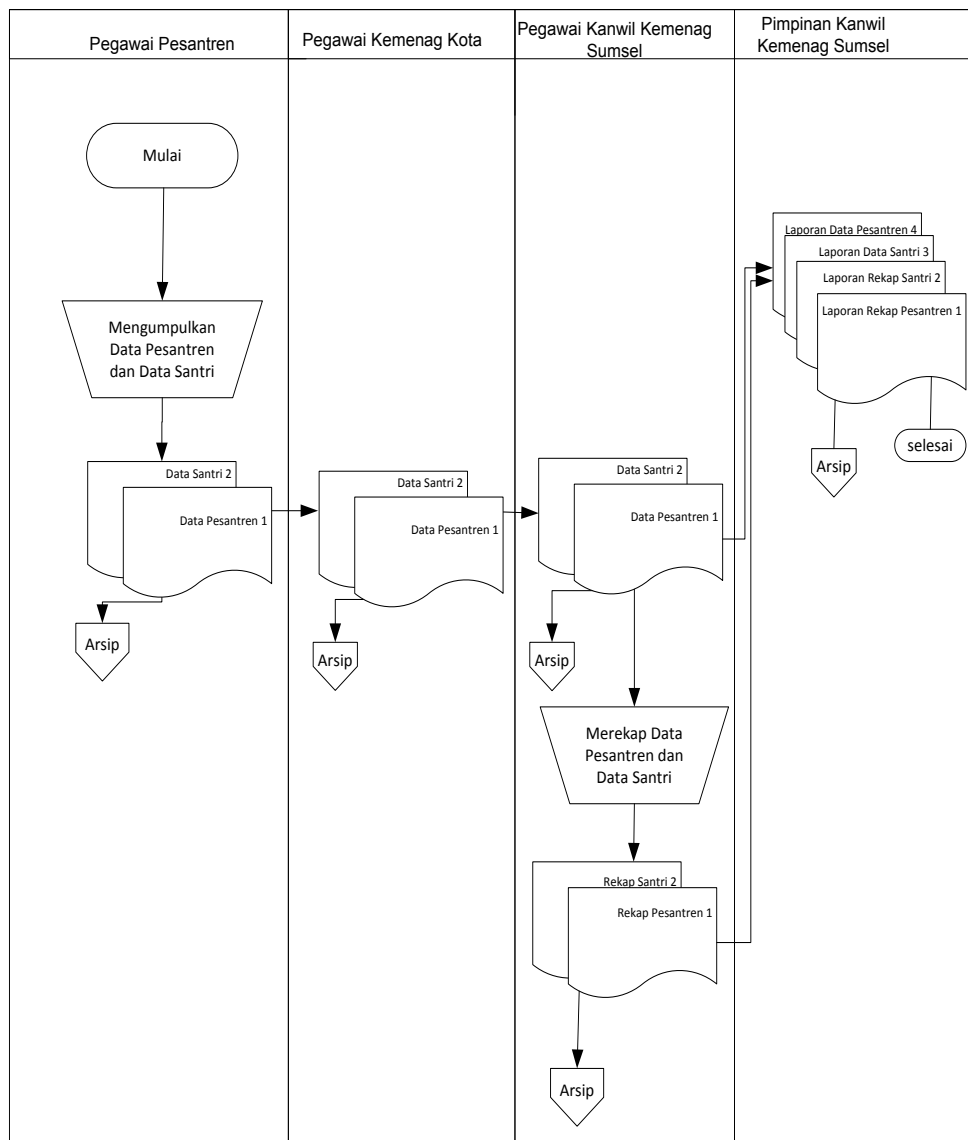 Pegawai Pesantren
Pegawai Kemenag Kota
Pegawai Kanwil Kemenag
Sumsel
Pimpinan Kanwil
Kemenag Sumsel
Mulai
Mengumpulkan
Data Pesantren
dan Data Santri
Data Santri 2
Data Pesantren 1
Arsip
Data Santri 2
Data Pesantren 1
Arsip
Data Santri 2
Data Pesantren 1
Arsip
Merekap Data
Pesantren dan
Data Santri
Rekap Santri 2
Rekap Pesantren 1
Arsip
Laporan Data Pesantren 4
Laporan Data Santri 3
Laporan Rekap Santri 2
Laporan Rekap Pesantren 1
Arsip
selesai